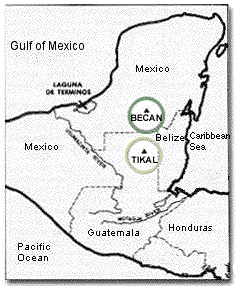 Gulf of Mexico
Mexico
LAGUNA
DE TERMINOS
BECAN
Belize
Caribbean
Sea
Mexico
TIKAL
Guatemala
Honduras
Pacific
Ocean